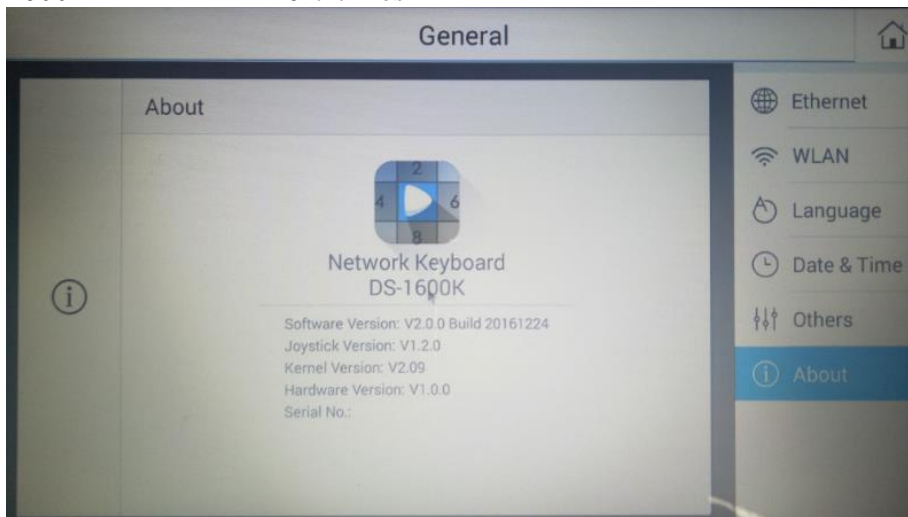 General
About
2
4
6
8
Network Keyboard
DS-1600K
Software Version: V2.0.0 Build 20161224
Joystick Version: V1.2.0
Kernel Version: V2.09
Hardware Version: V1.0.0
Serial No.:
Ethernet
WLAN
Language
Date & Time
Others
About